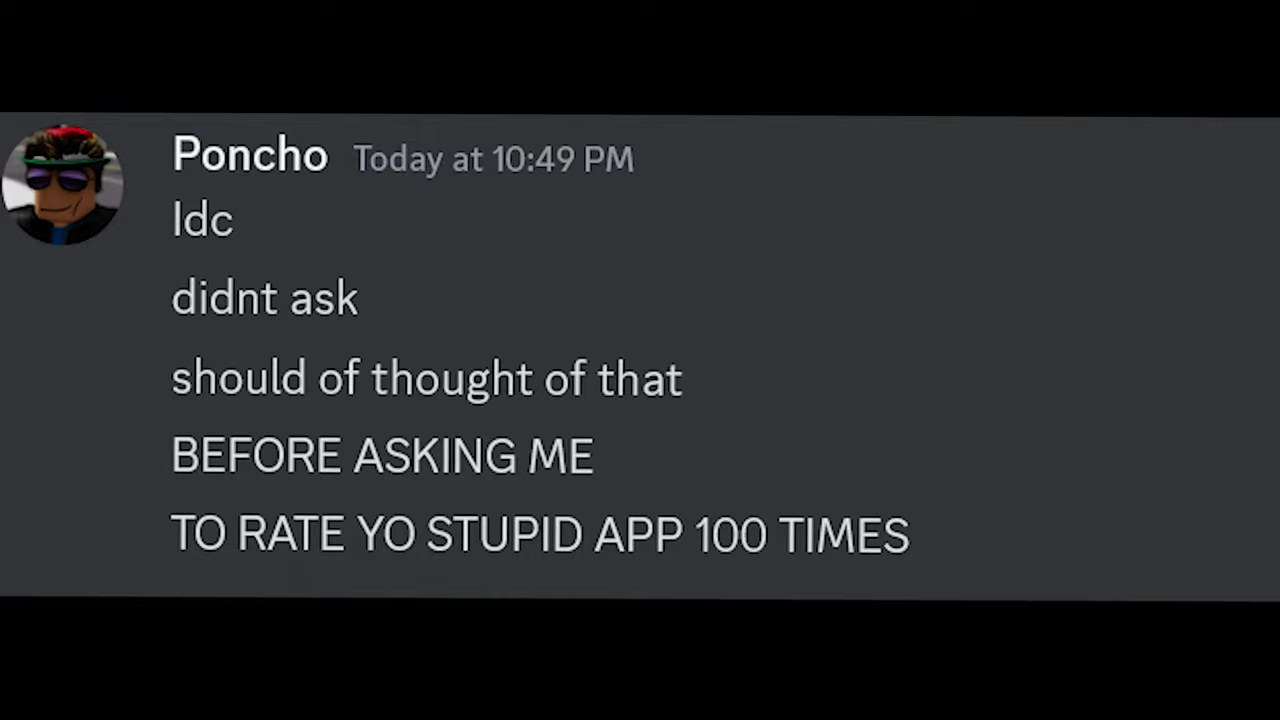 Poncho Today at 10:49 PM
Idc
didnt ask
should of thought of that
BEFORE ASKING ME
TO RATE YO STUPID APP 100 TIMES